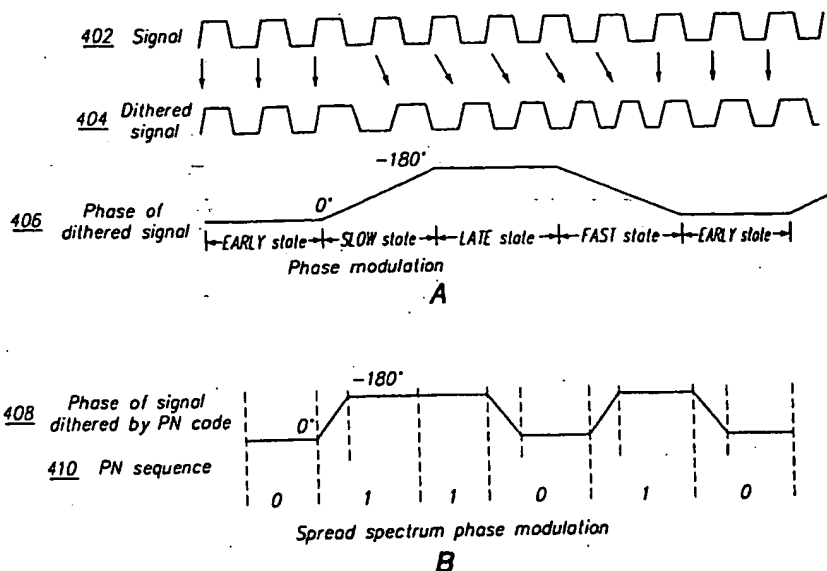 402 Signal
404 Dithered
signal
-180°
0°
406 Phase of
dithered signal
EARLY state SLOW state LATE state FAST state EARLY state
Phase modulation
A
-180°
408 Phase of signal
dithered by PN code
0°
410 PN sequence
0 1 1 0 1 0
Spread spectrum phase modulation
B